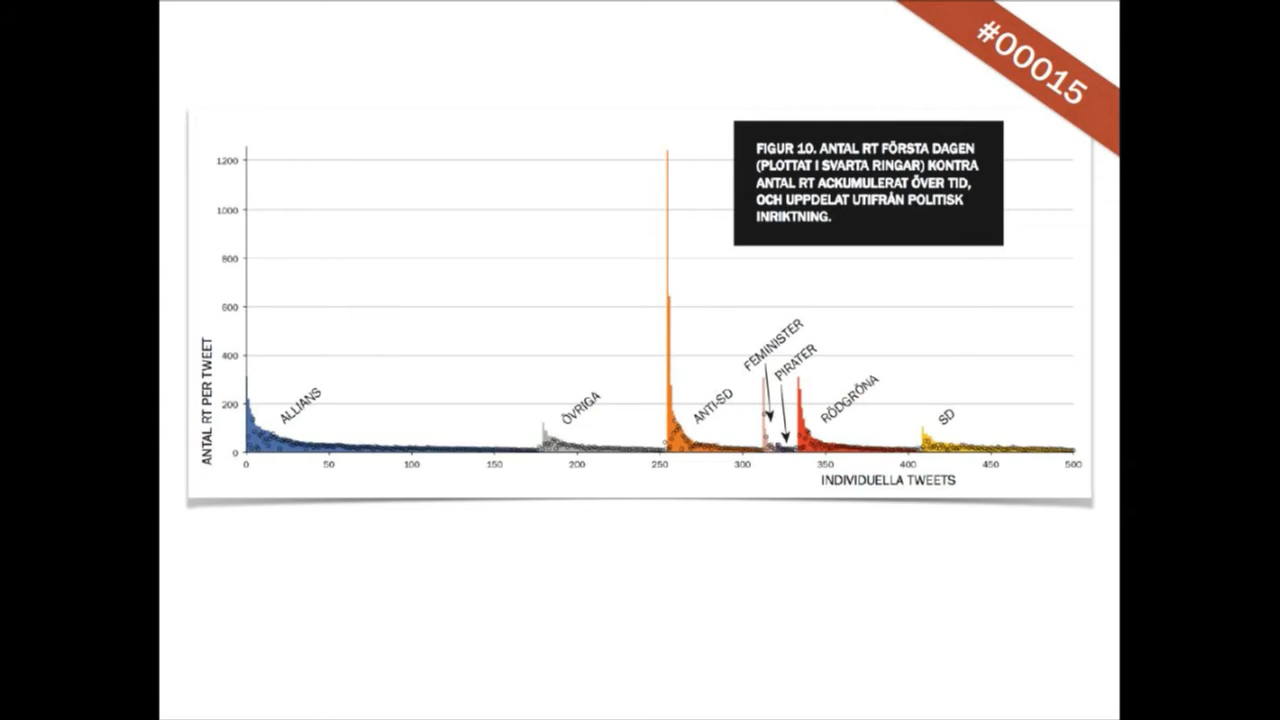 #00015
FIGUR 10. ANTAL RT FÖRSTA DAGEN
(PLOTTAT I SVARTA RINGAR) KONTRA
ANTAL RT ACKUMULERAT ÖVER TID,
OCH UPPDELAT UTIFRÅN POLITISK
INRIKTNING.
ANTAL RT PER TWEET
1200
1000
800
600
400
200
0
ALLIANS
ÖVRIGA
ANTI-SD
FEMINISTER
PIRATER
RÖDGRÖNA
SD
0 50 100 150 200 250 300 350 400 450 500
INDIVIDUELLA TWEETS